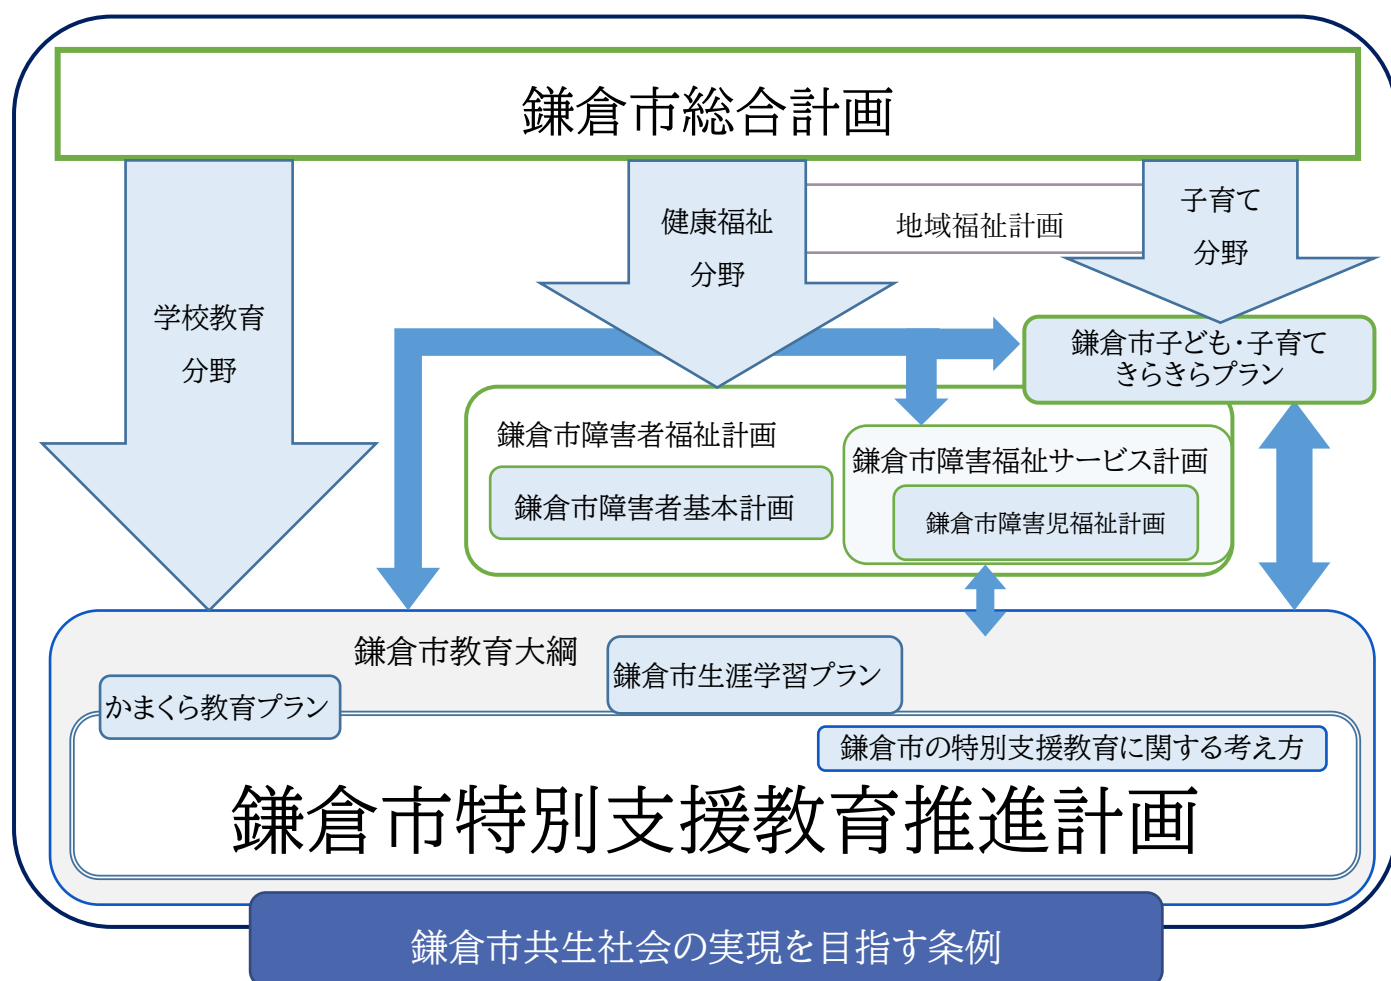 鎌倉市総合計画
学校教育
分野
健康福祉
分野
地域福祉計画
子育て
分野
鎌倉市子ども・子育て
きらきらプラン
鎌倉市障害者福祉計画
鎌倉市障害者基本計画
鎌倉市障害福祉サービス計画
鎌倉市障害児福祉計画
鎌倉市教育大綱
かまくら教育プラン
鎌倉市生涯学習プラン
鎌倉市の特別支援教育に関する考え方
鎌倉市特別支援教育推進計画
鎌倉市共生社会の実現を目指す条例